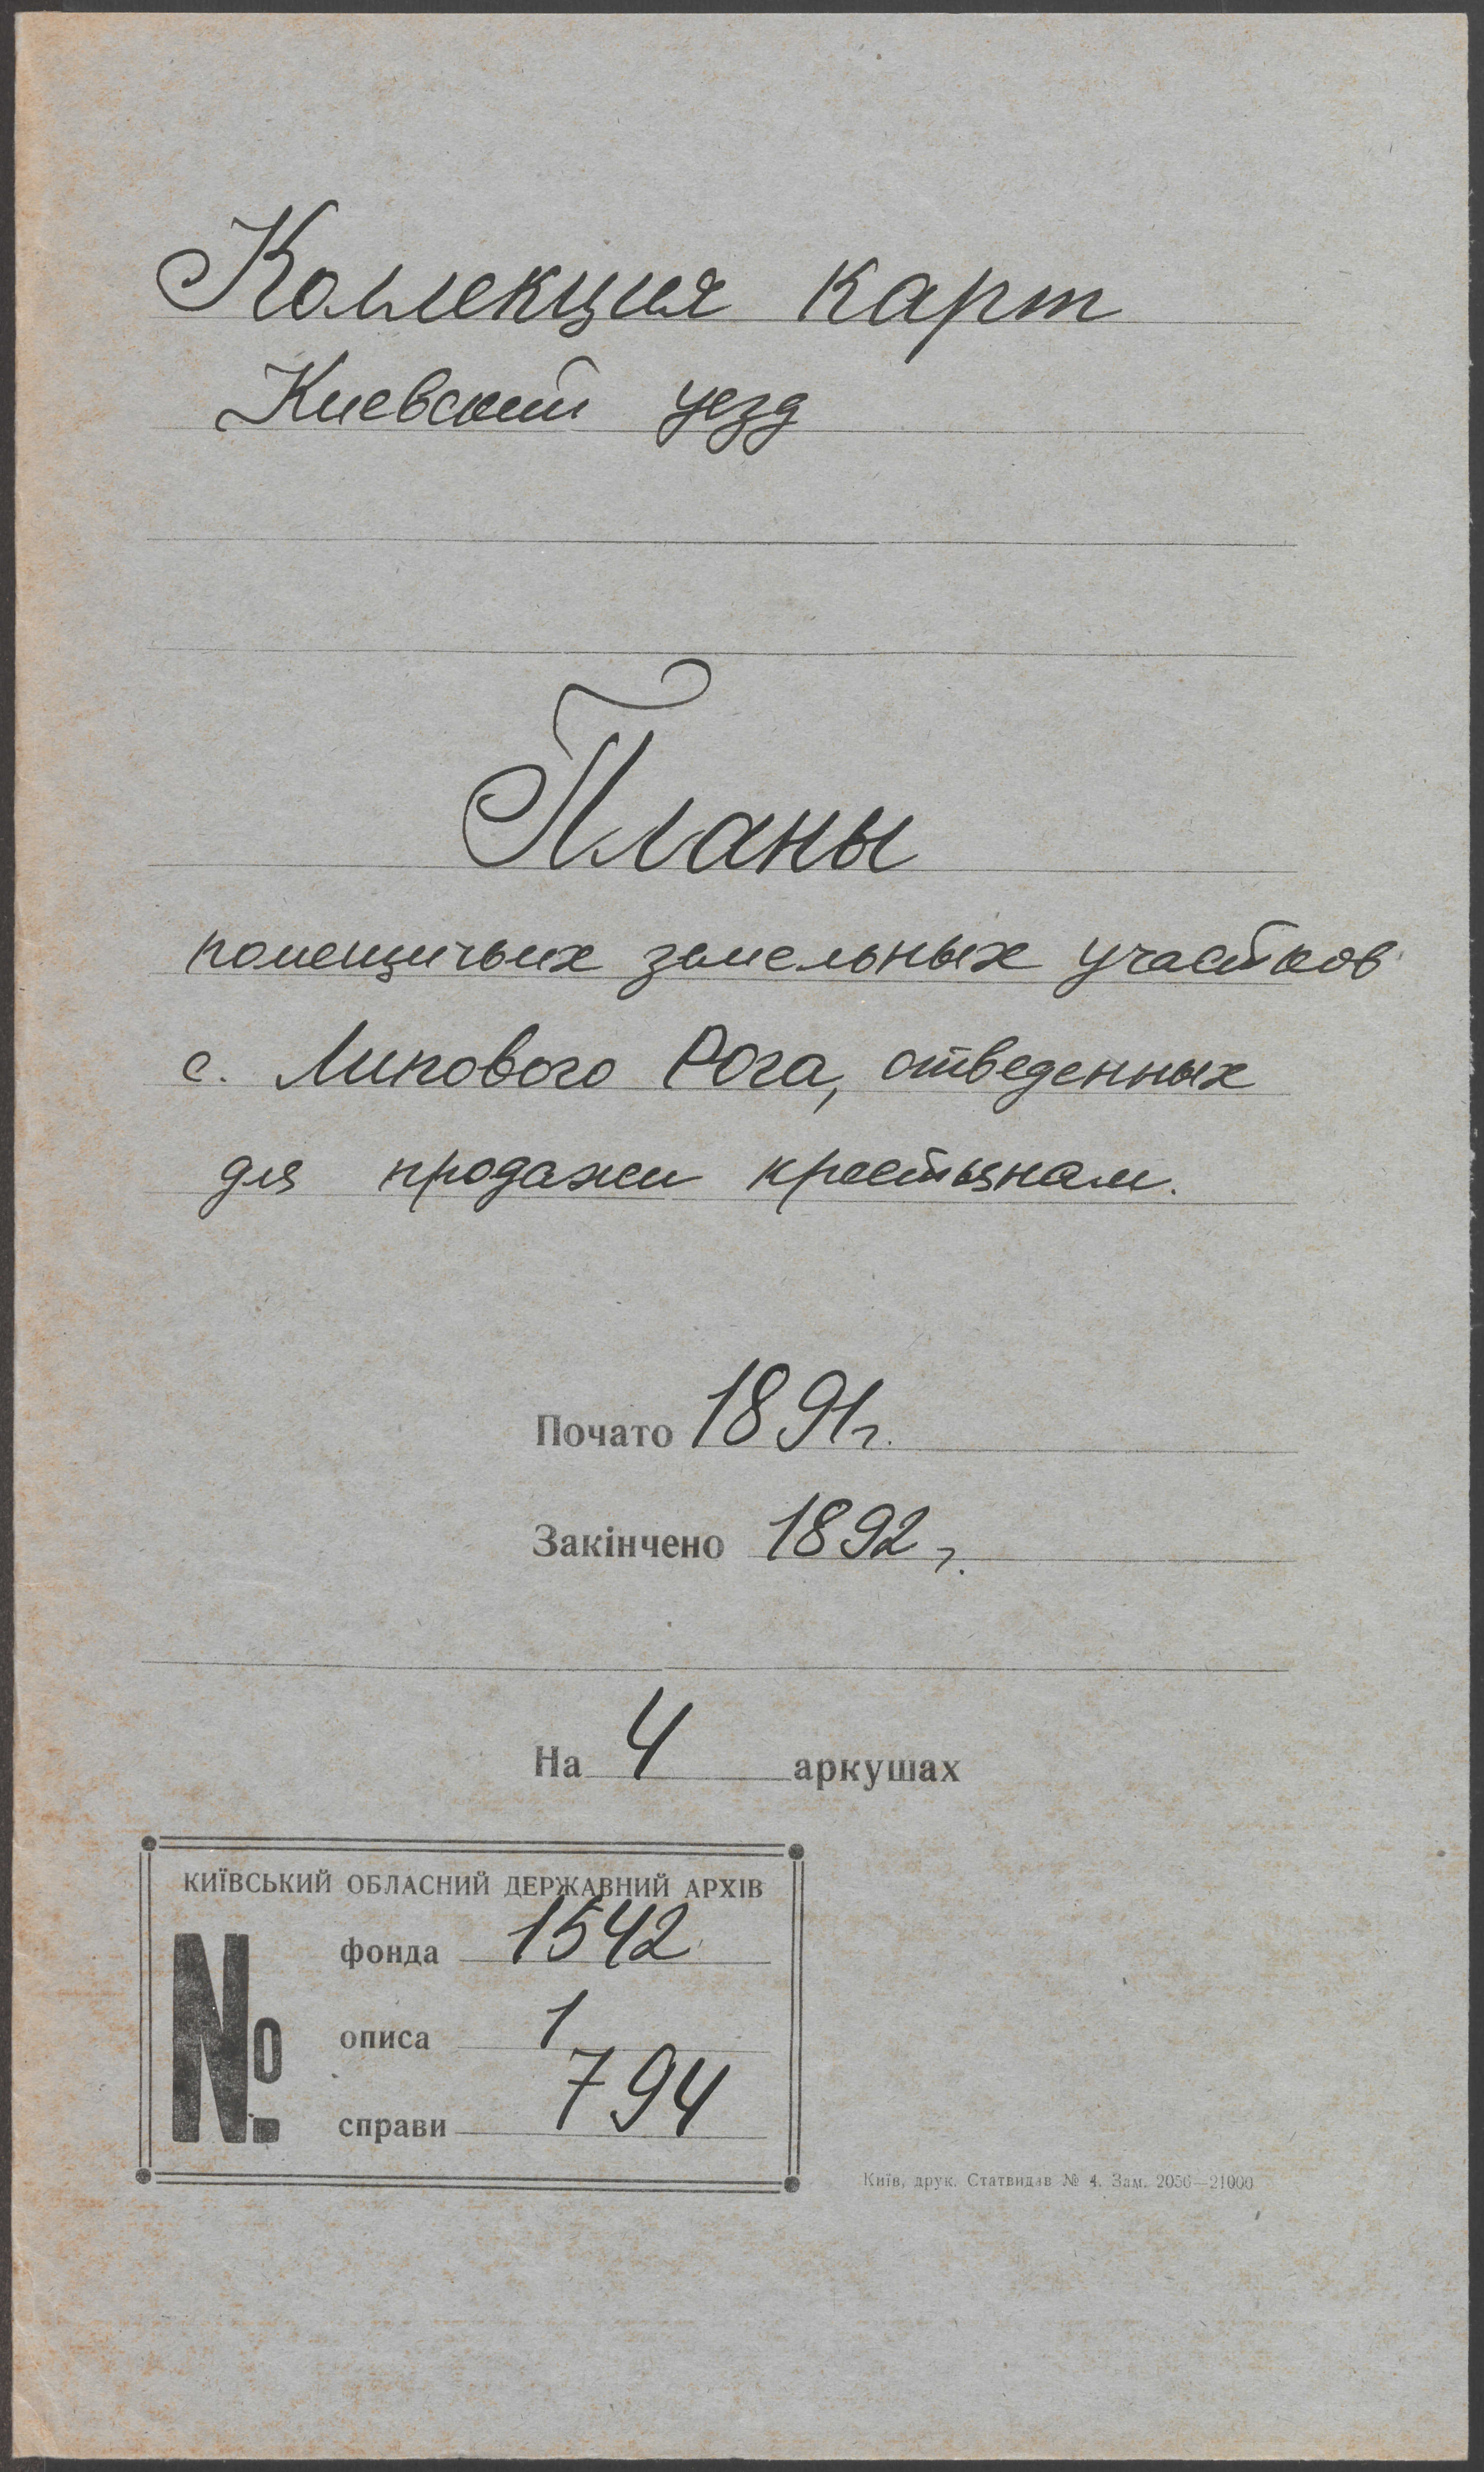 Коллекция карт
Киевский уезд
Планы
помещичьих земельных участков
с. Липового Рога, отведенных
для продажи крестьянам.
Почато 1891 г.
Закінчено 1892 г.
На 4 аркушах
КИЇВСЬКИЙ ОБЛАСНИЙ ДЕРЖАВНИЙ АРХІВ
№
фонда 1542
описа 1
справи 794
Київ, друк. Статвидав № 4. Зам. 2056—21000